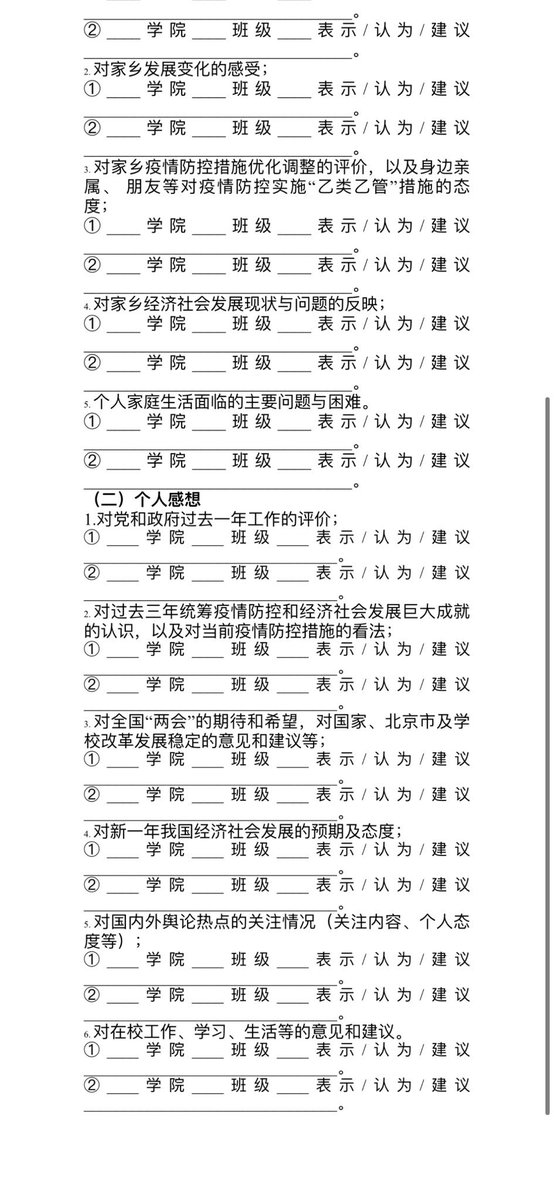 ____________________________。
② ____ 学院 ____ 班级 ____ 表示/认为/建议
____________________________。
2. 对家乡发展变化的感受；
① ____ 学院 ____ 班级 ____ 表示/认为/建议
____________________________。
② ____ 学院 ____ 班级 ____ 表示/认为/建议
____________________________。
3. 对家乡疫情防控措施优化调整的评价，以及身边亲
属、 朋友等对疫情防控实施“乙类乙管”措施的态
度；
① ____ 学院 ____ 班级 ____ 表示/认为/建议
____________________________。
② ____ 学院 ____ 班级 ____ 表示/认为/建议
____________________________。
4. 对家乡经济社会发展现状与问题的反映；
① ____ 学院 ____ 班级 ____ 表示/认为/建议
____________________________。
② ____ 学院 ____ 班级 ____ 表示/认为/建议
____________________________。
5. 个人家庭生活面临的主要问题与困难。
① ____ 学院 ____ 班级 ____ 表示/认为/建议
____________________________。
② ____ 学院 ____ 班级 ____ 表示/认为/建议
____________________________。
（二）个人感想
1.对党和政府过去一年工作的评价；
① ____ 学院 ____ 班级 ____ 表示/认为/建议
____________________________。
② ____ 学院 ____ 班级 ____ 表示/认为/建议
____________________________。
2. 对过去三年统筹疫情防控和经济社会发展巨大成就
的认识，以及对当前疫情防控措施的看法；
① ____ 学院 ____ 班级 ____ 表示/认为/建议
____________________________。
② ____ 学院 ____ 班级 ____ 表示/认为/建议
____________________________。
3. 对全国“两会”的期待和希望，对国家、北京市及学
校改革发展稳定的意见和建议等；
① ____ 学院 ____ 班级 ____ 表示/认为/建议
____________________________。
② ____ 学院 ____ 班级 ____ 表示/认为/建议
____________________________。
4. 对新一年我国经济社会发展的预期及态度；
① ____ 学院 ____ 班级 ____ 表示/认为/建议
____________________________。
② ____ 学院 ____ 班级 ____ 表示/认为/建议
____________________________。
5. 对国内外舆论热点的关注情况（关注内容、个人态
度等）；
① ____ 学院 ____ 班级 ____ 表示/认为/建议
____________________________。
② ____ 学院 ____ 班级 ____ 表示/认为/建议
____________________________。
6. 对在校工作、学习、生活等的意见和建议。
① ____ 学院 ____ 班级 ____ 表示/认为/建议
____________________________。
② ____ 学院 ____ 班级 ____ 表示/认为/建议
____________________________。